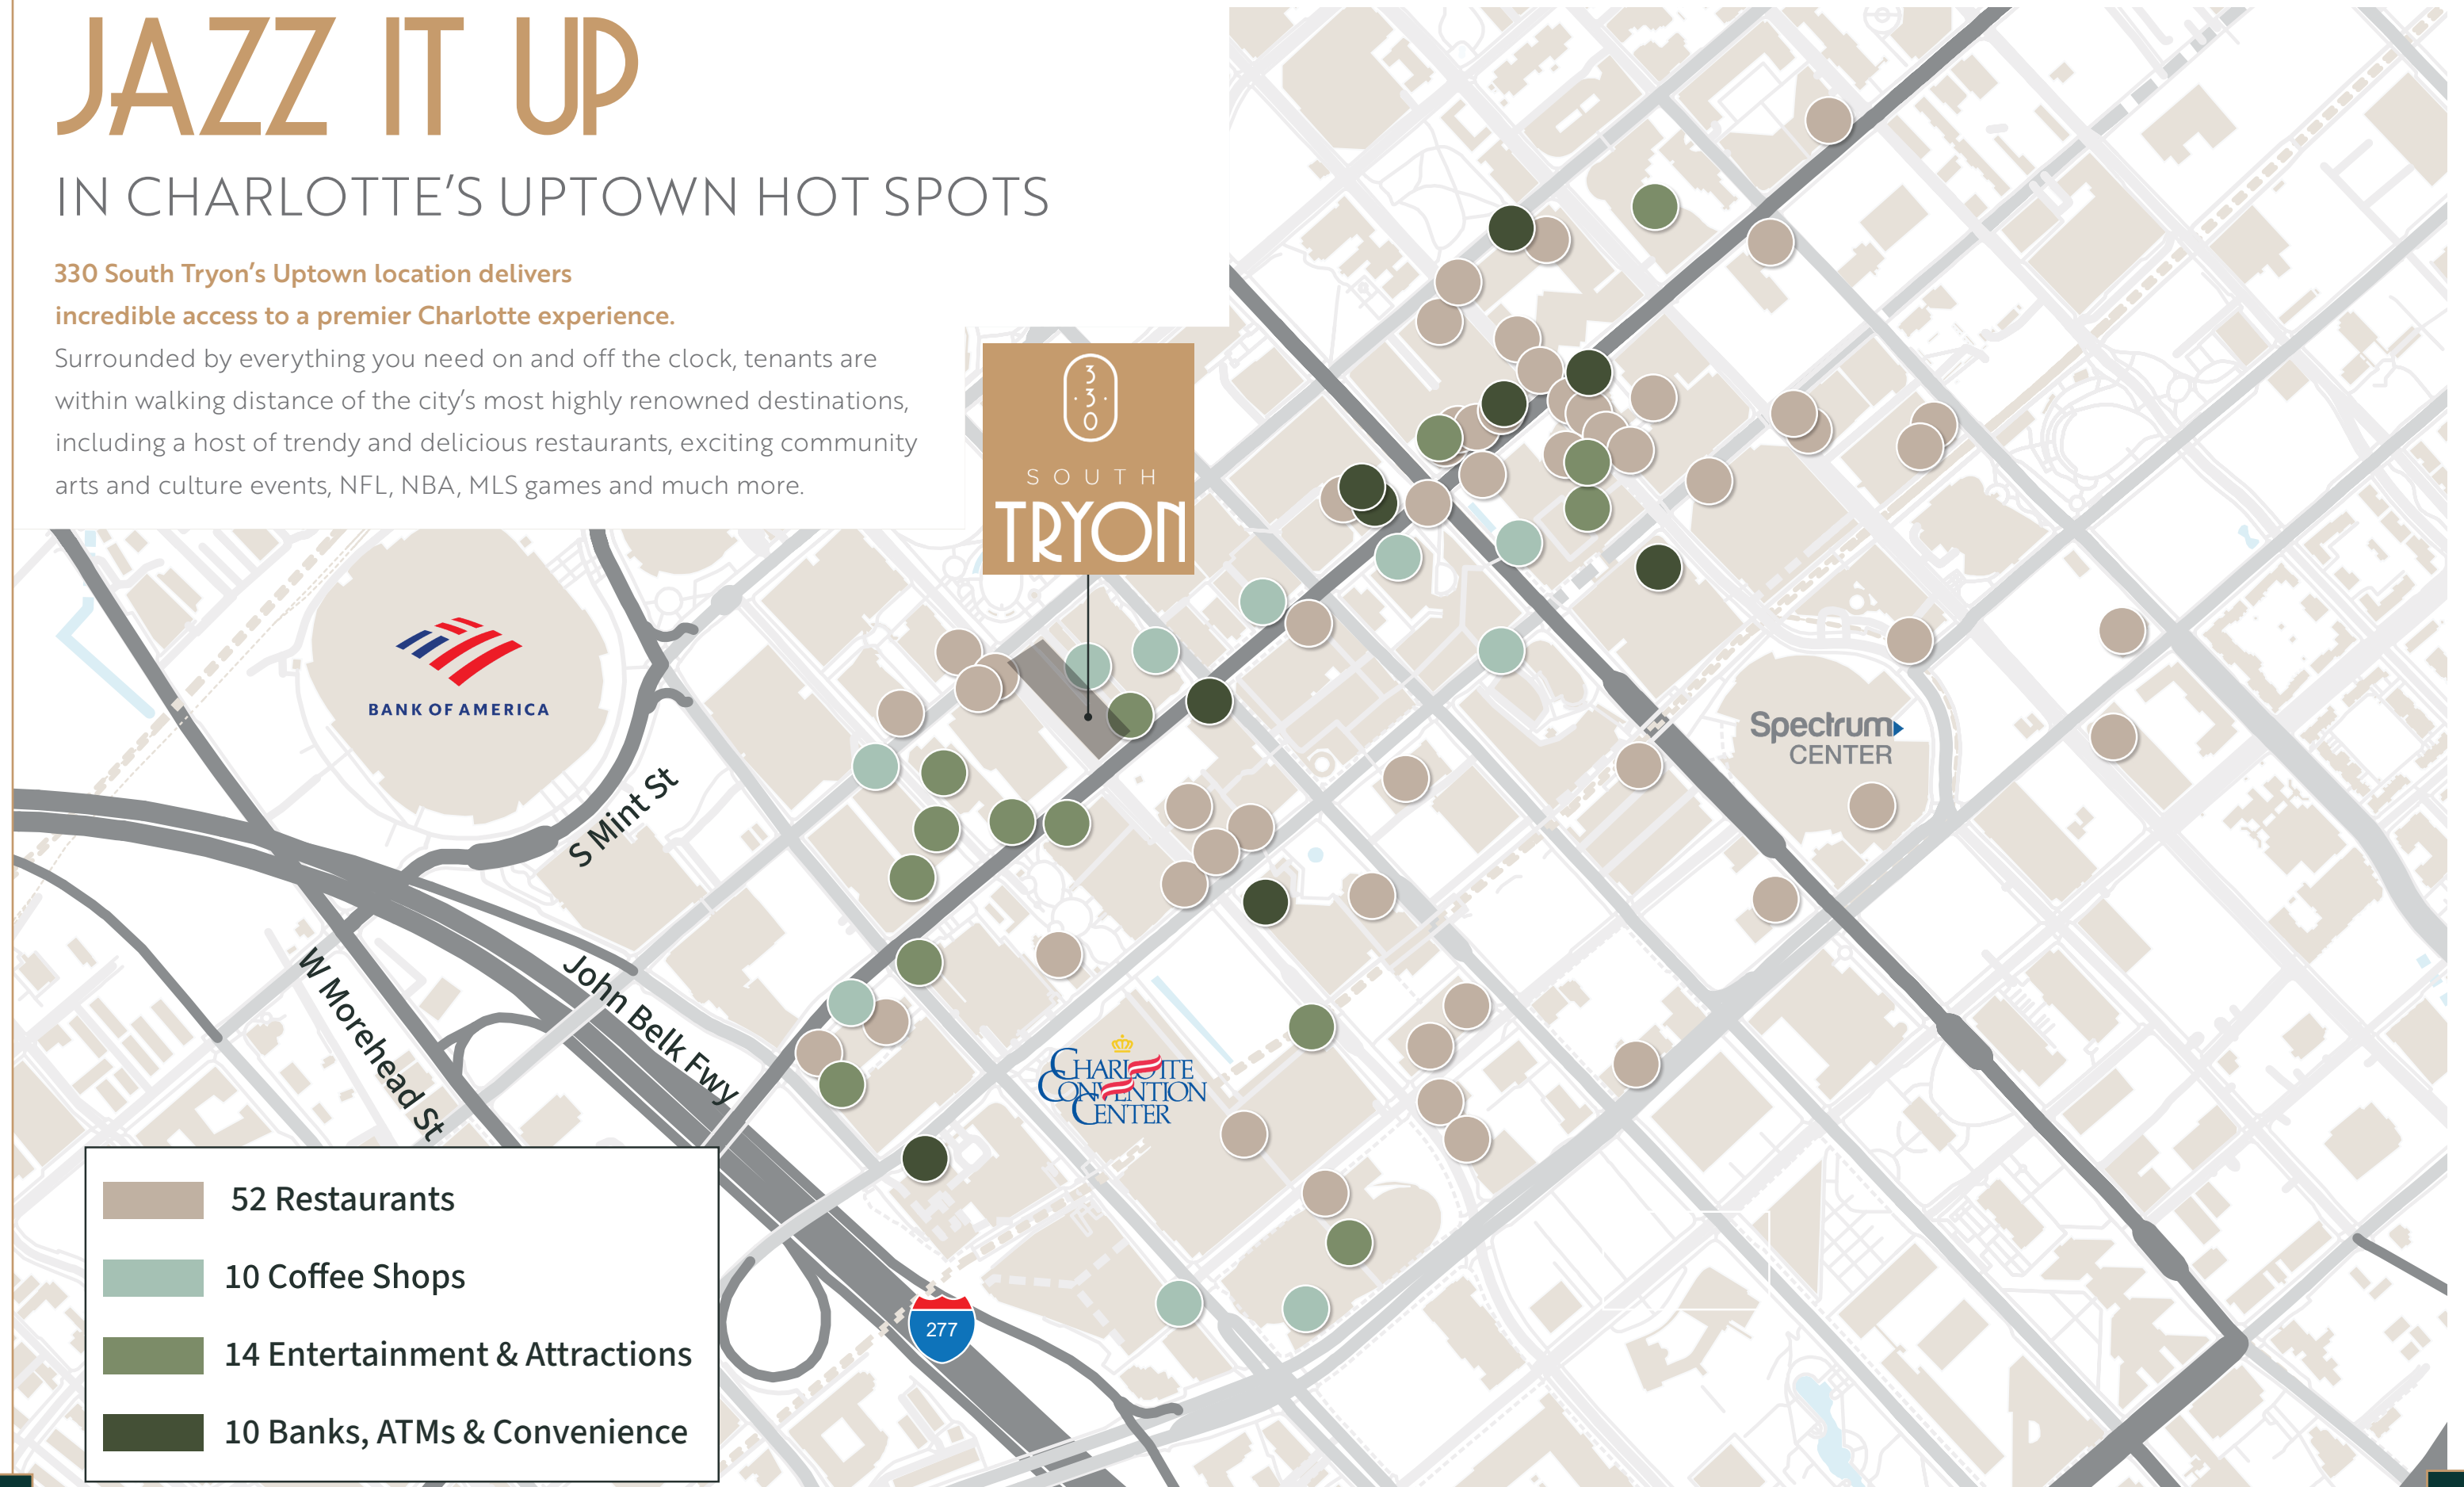 JAZZ IT UP
IN CHARLOTTE'S UPTOWN HOT SPOTS
330 South Tryon's Uptown location delivers
incredible access to a premier Charlotte experience.
Surrounded by everything you need on and off the clock, tenants are
within walking distance of the city's most highly renowned destinations,
including a host of trendy and delicious restaurants, exciting community
arts and culture events, NFL, NBA, MLS games and much more.
3
·3·
0
SOUTH
TRYON
BANK OF AMERICA
S Mint St
Spectrum
CENTER
W Morehead St
John Belk Fwy
CHARLOTTE
CONVENTION
CENTER
52 Restaurants
10 Coffee Shops
14 Entertainment & Attractions
10 Banks, ATMs & Convenience
277